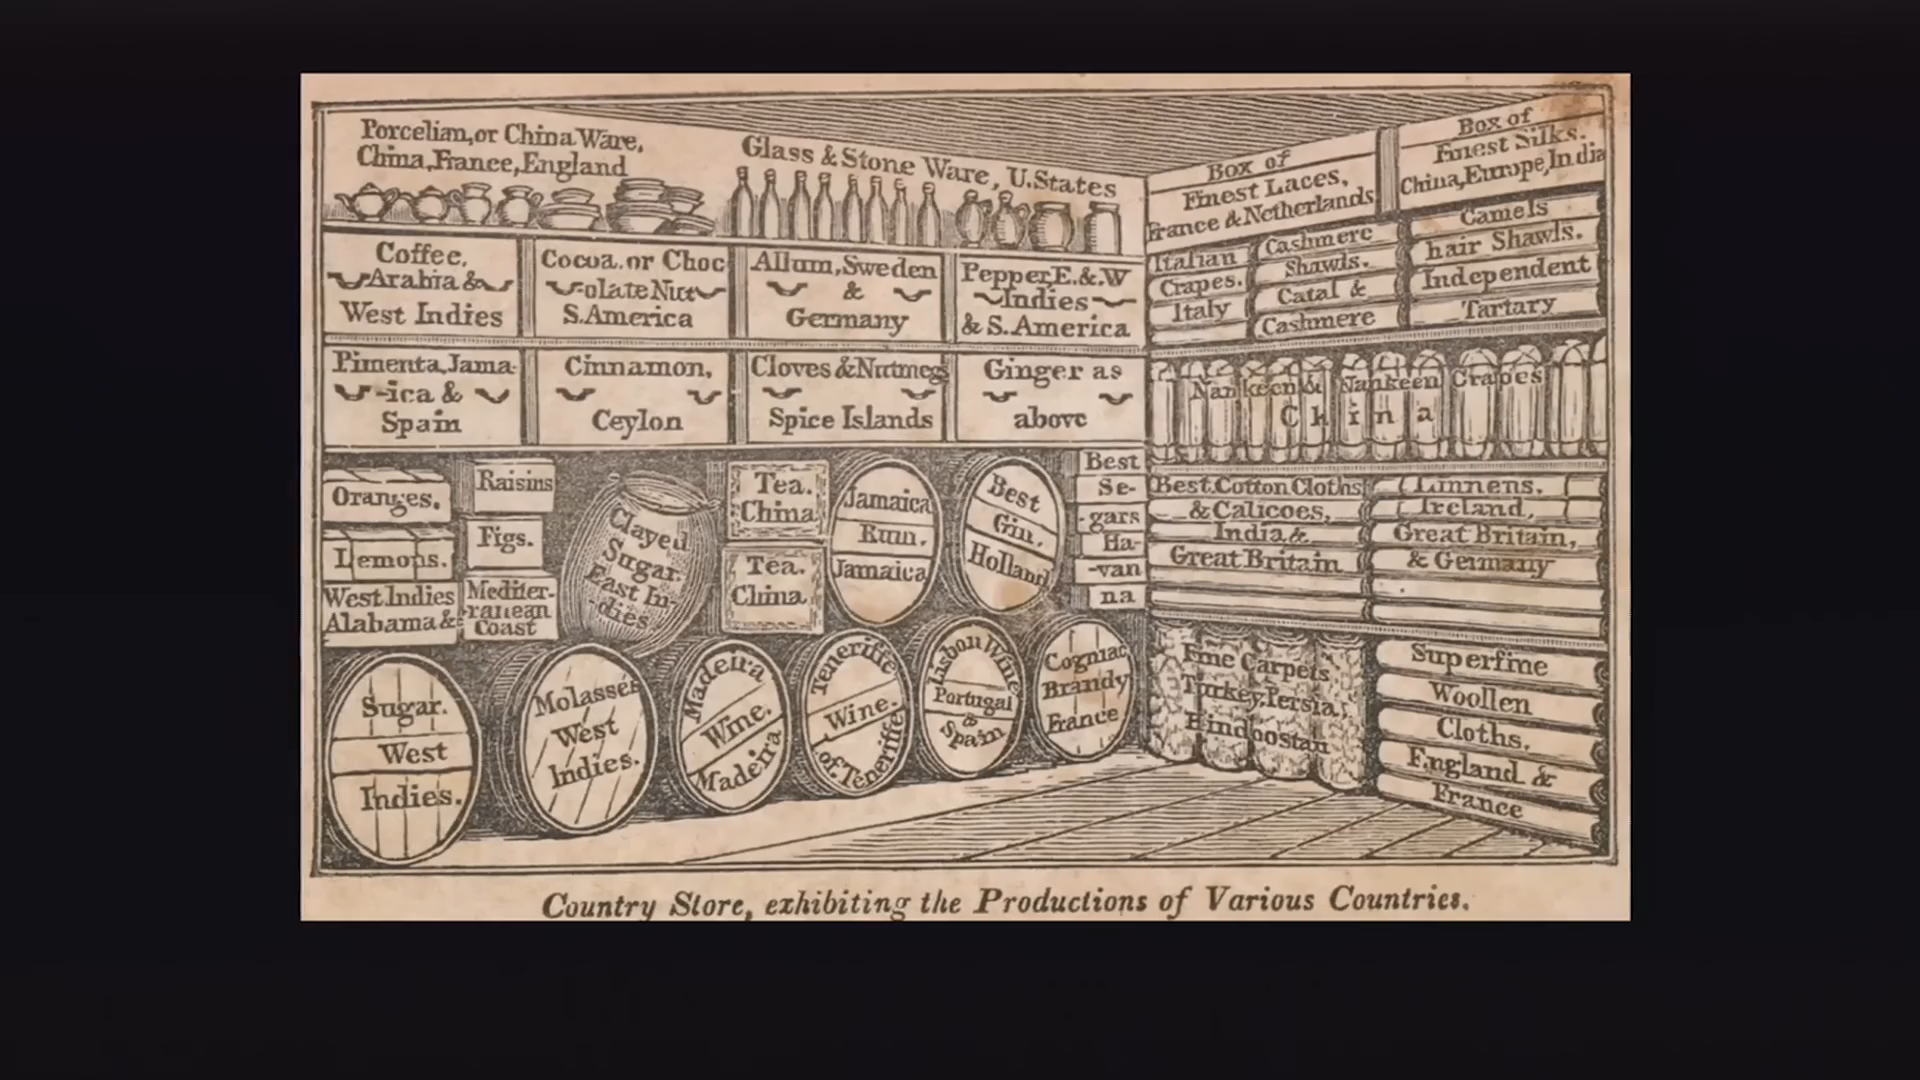 Porcelian, or China Ware,
China, France, England
Glass & Stone Ware, U. States
Coffee,
Arabia &
West Indies
Cocoa. or Choc
-olate Nut
S. America
Allum, Sweden
&
Germany
Pepper, E. & W
Indies
& S. America
Pimenta, Jama-
-ica &
Spain
Cinnamon,
Ceylon
Cloves & Nutmegs
Spice Islands
Ginger as
above
Oranges,
Lemons.
West Indies
Alabama &
Raisins
Figs.
Mediter-
ranean
Coast
Clayed
Sugar.
East In-
-dies
Tea.
China
Tea.
China
Jamaica
Rum.
Jamaica
Best
Gin.
Holland
Best
Se-
-gars
Ha-
-van
na
Sugar.
West
Indies.
Molasses
West
Indies.
Madeira
Wine.
Madeira
Teneriffe
Wine.
of Teneriffe
Lisbon Wine
Portugal
&
Spain
Cogniac
Brandy
France
Box of
Finest Laces,
France & Netherlands
Box of
Finest Silks.
China, Europe, India
Italian
Crapes.
Italy
Cashmere
Shawls.
Catal &
Cashmere
Camels
hair Shawls.
Independent
Tartary
Nankeen & Nankeen Crapes
China
Best Cotton Cloths
& Calicoes,
India &
Great Britain
Linnens,
Ireland,
Great Britain,
& Germany
Fine Carpets
Turkey, Persia,
Hindoostan
Superfine
Woollen
Cloths.
England &
France
Country Store, exhibiting the Productions of Various Countries.